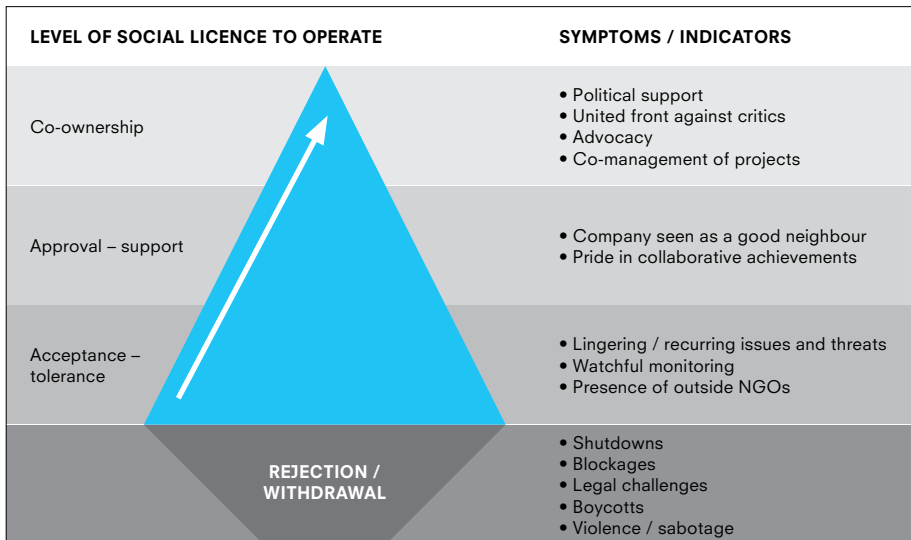 LEVEL OF SOCIAL LICENCE TO OPERATE
SYMPTOMS / INDICATORS
Co-ownership
• Political support
• United front against critics
• Advocacy
• Co-management of projects
Approval – support
• Company seen as a good neighbour
• Pride in collaborative achievements
Acceptance –
tolerance
• Lingering / recurring issues and threats
• Watchful monitoring
• Presence of outside NGOs
REJECTION /
WITHDRAWAL
• Shutdowns
• Blockages
• Legal challenges
• Boycotts
• Violence / sabotage